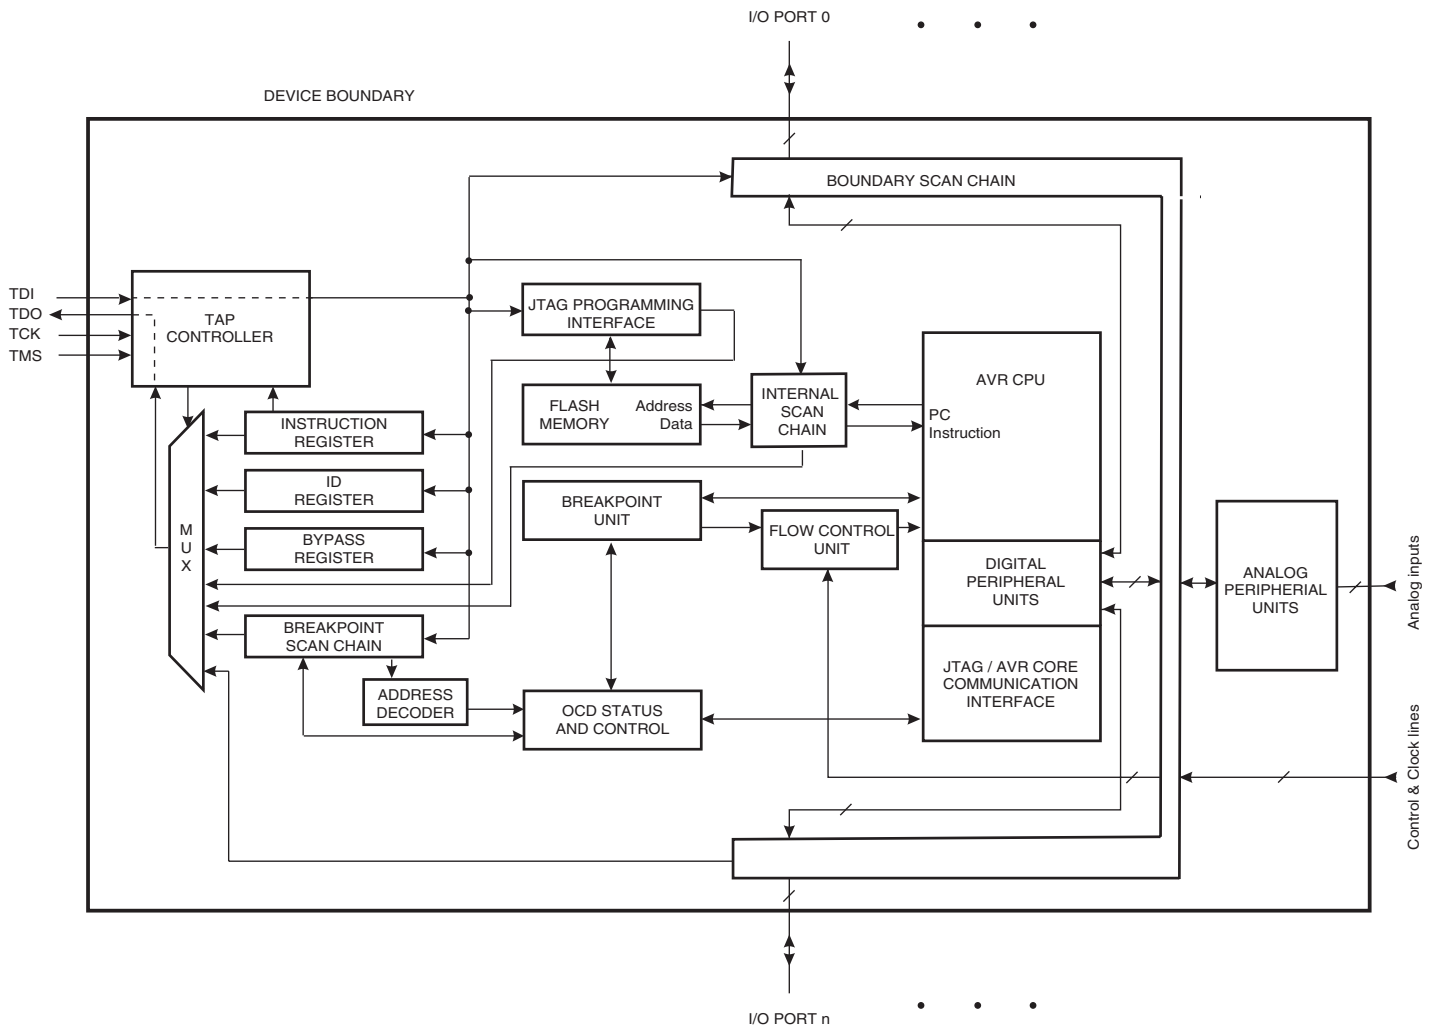 I/O PORT 0
DEVICE BOUNDARY
BOUNDARY SCAN CHAIN
TDI
TDO
TCK
TMS
TAP
CONTROLLER
JTAG PROGRAMMING
INTERFACE
AVR CPU
FLASH
MEMORY
Address
Data
INTERNAL
SCAN
CHAIN
PC
Instruction
INSTRUCTION
REGISTER
ID
REGISTER
BREAKPOINT
UNIT
FLOW CONTROL
UNIT
M
U
X
BYPASS
REGISTER
DIGITAL
PERIPHERAL
UNITS
ANALOG
PERIPHERIAL
UNITS
Analog inputs
BREAKPOINT
SCAN CHAIN
JTAG / AVR CORE
COMMUNICATION
INTERFACE
ADDRESS
DECODER
OCD STATUS
AND CONTROL
Control & Clock lines
I/O PORT n